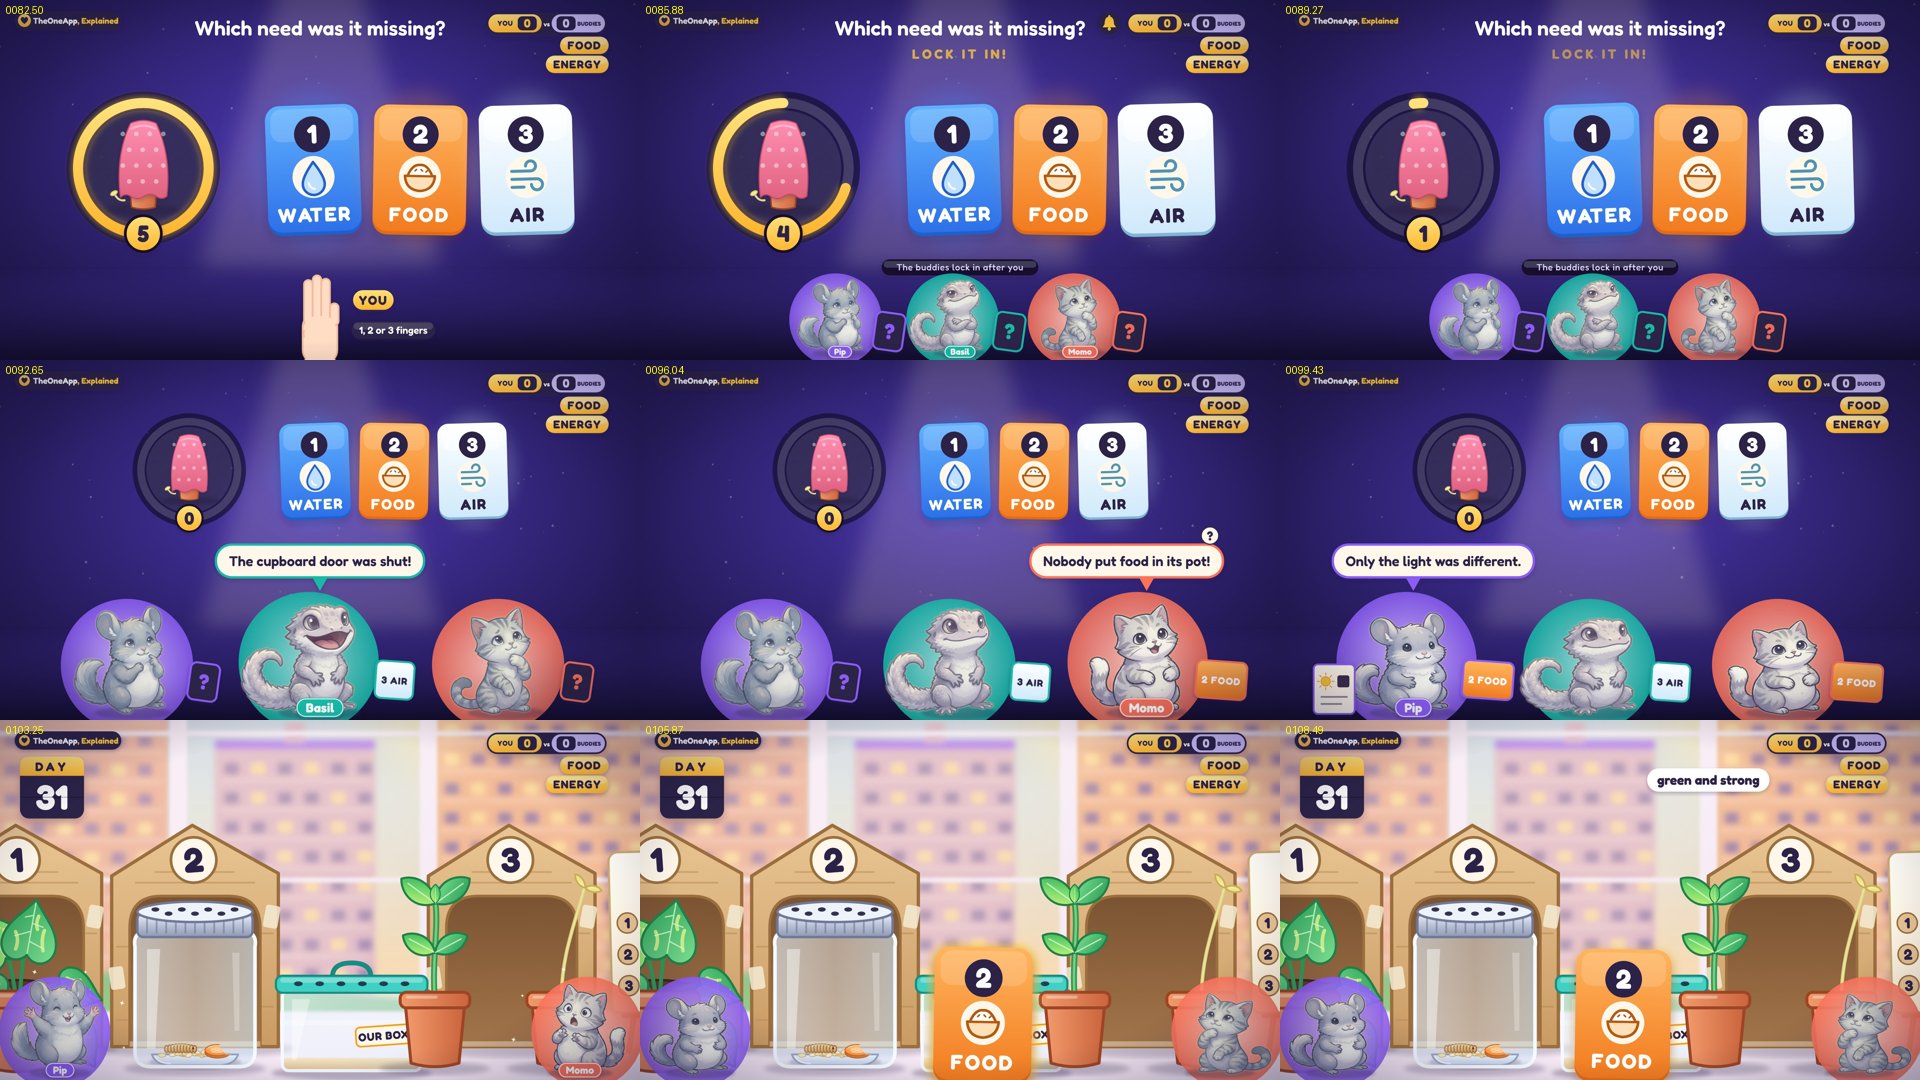 0082.50
TheOneApp, Explained
Which need was it missing?
YOU 0 vs 0 BUDDIES
FOOD
ENERGY
5
1
WATER
2
FOOD
3
AIR
YOU
1, 2 or 3 fingers
0085.88
TheOneApp, Explained
Which need was it missing?
LOCK IT IN!
YOU 0 vs 0 BUDDIES
FOOD
ENERGY
4
1
WATER
2
FOOD
3
AIR
The buddies lock in after you
?
?
?
Pip
Basil
Momo
0089.27
TheOneApp, Explained
Which need was it missing?
LOCK IT IN!
YOU 0 vs 0 BUDDIES
FOOD
ENERGY
1
1
WATER
2
FOOD
3
AIR
The buddies lock in after you
?
?
?
0092.65
TheOneApp, Explained
YOU 0 vs 0 BUDDIES
FOOD
ENERGY
0
1
WATER
2
FOOD
3
AIR
The cupboard door was shut!
?
3 AIR
?
Basil
0096.04
TheOneApp, Explained
YOU 0 vs 0 BUDDIES
FOOD
ENERGY
0
1
WATER
2
FOOD
3
AIR
?
Nobody put food in its pot!
?
3 AIR
2 FOOD
Momo
0099.43
TheOneApp, Explained
YOU 0 vs 0 BUDDIES
FOOD
ENERGY
0
1
WATER
2
FOOD
3
AIR
Only the light was different.
2 FOOD
3 AIR
2 FOOD
Pip
0103.25
TheOneApp, Explained
YOU 0 vs 0 BUDDIES
FOOD
ENERGY
DAY
31
1
2
3
1
2
3
OUR BOX
Pip
Momo
0105.87
TheOneApp, Explained
YOU 0 vs 0 BUDDIES
FOOD
ENERGY
DAY
31
1
2
3
1
2
3
2
FOOD
0108.49
TheOneApp, Explained
YOU 0 vs 0 BUDDIES
FOOD
ENERGY
green and strong
DAY
31
1
2
3
1
2
3
2
FOOD